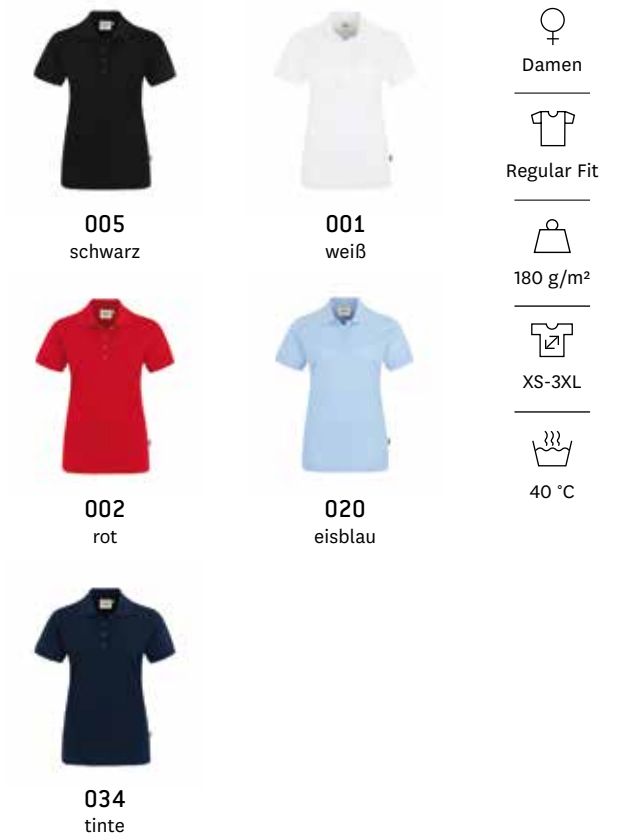 005
schwarz
001
weiß
002
rot
020
eisblau
034
tinte
Damen
Regular Fit
180 g/m²
XS-3XL
40 °C